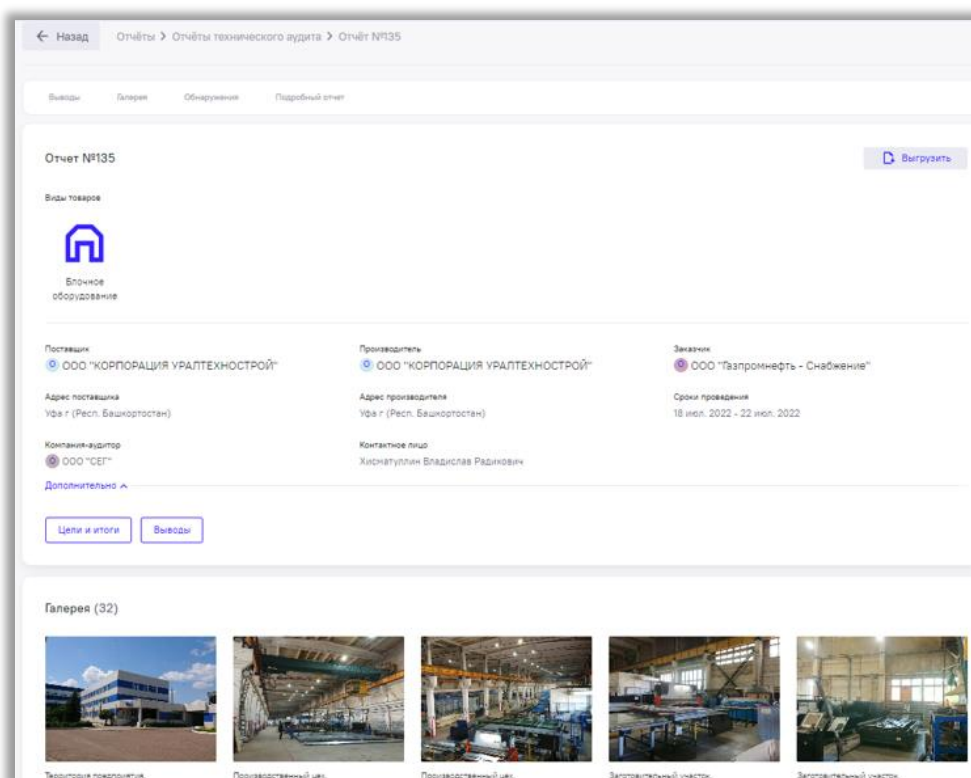 Назад Отчёты > Отчёты технического аудита > Отчёт №135
Выводы Галерея Обнаружения Подробный отчет
Отчет №135 Выгрузить
Виды товаров
Блочное
оборудование
Поставщик Производитель Заказчик
ООО "КОРПОРАЦИЯ УРАЛТЕХНОСТРОЙ" ООО "КОРПОРАЦИЯ УРАЛТЕХНОСТРОЙ" ООО "Газпромнефть - Снабжение"
Адрес поставщика Адрес производителя Сроки проведения
Уфа г (Респ. Башкортостан) Уфа г (Респ. Башкортостан) 18 июл. 2022 - 22 июл. 2022
Компания-аудитор Контактное лицо
ООО "СЕГ" Хисматуллин Владислав Радикович
Дополнительно
Цели и итоги Выводы
Галерея (32)
Территория предприятия. Производственный цех. Производственный цех. Заготовительный участок. Заготовительный участок.